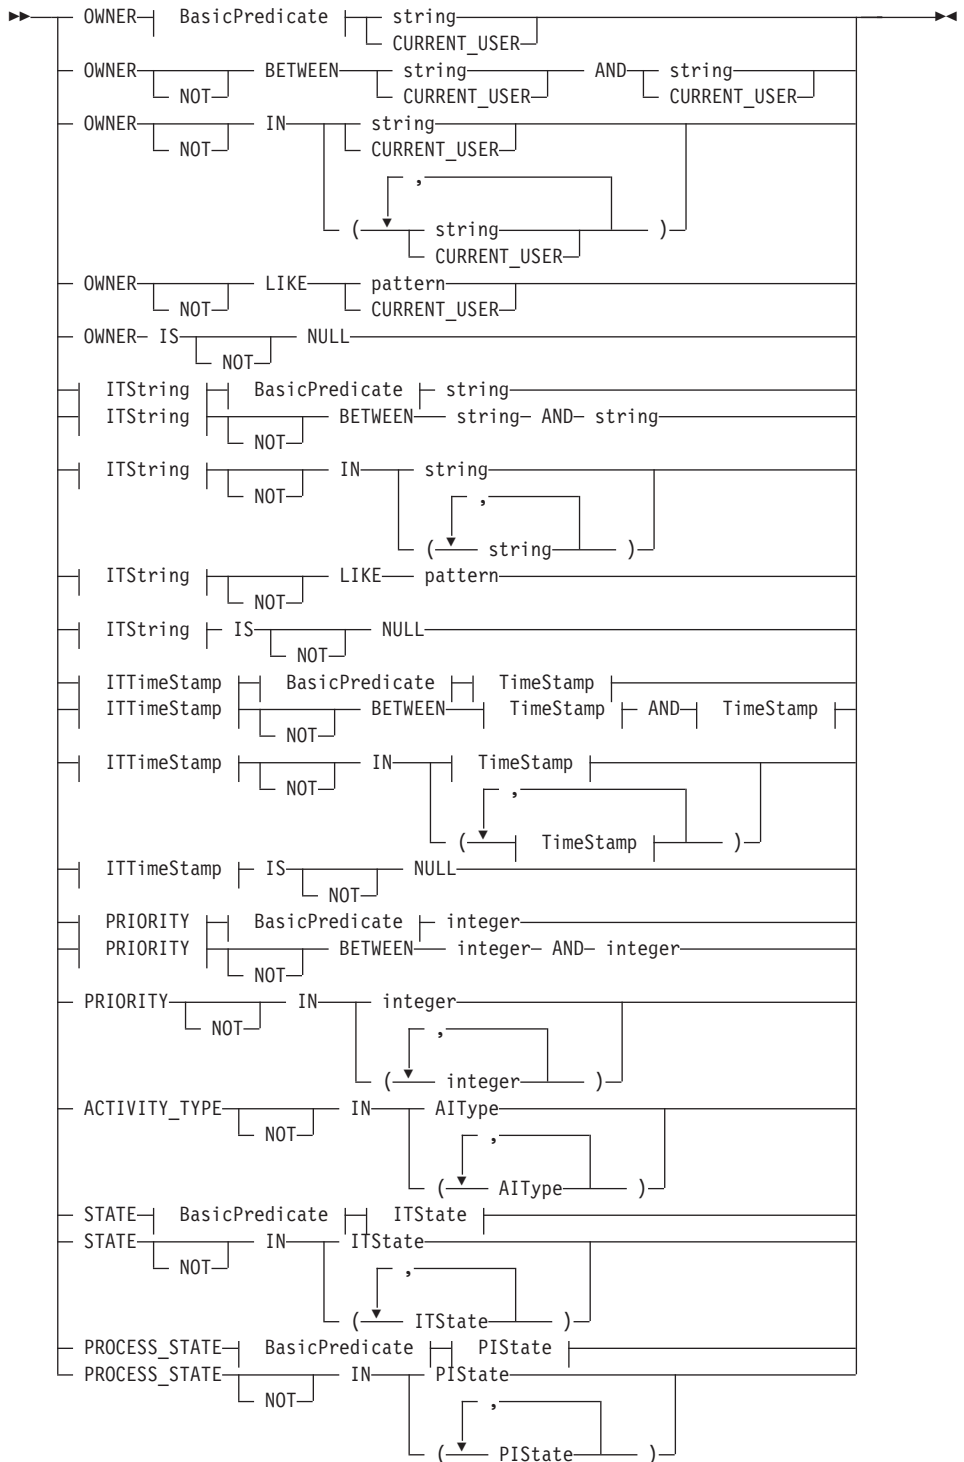 OWNER BasicPredicate string
CURRENT_USER
OWNER BETWEEN string AND string
NOT CURRENT_USER CURRENT_USER
OWNER IN string
NOT CURRENT_USER
,
( string )
CURRENT_USER
OWNER LIKE pattern
NOT CURRENT_USER
OWNER IS NULL
NOT
ITString BasicPredicate string
ITString BETWEEN string AND string
NOT
ITString IN string
NOT ,
( string )
ITString LIKE pattern
NOT
ITString IS NULL
NOT
ITTimeStamp BasicPredicate TimeStamp
ITTimeStamp BETWEEN TimeStamp AND TimeStamp
NOT
ITTimeStamp IN TimeStamp
NOT ,
( TimeStamp )
ITTimeStamp IS NULL
NOT
PRIORITY BasicPredicate integer
PRIORITY BETWEEN integer AND integer
NOT
PRIORITY IN integer
NOT ,
( integer )
ACTIVITY_TYPE IN AIType
NOT ,
( AIType )
STATE BasicPredicate ITState
STATE IN ITState
NOT ,
( ITState )
PROCESS_STATE BasicPredicate PIState
PROCESS_STATE IN PIState
NOT ,
( PIState )